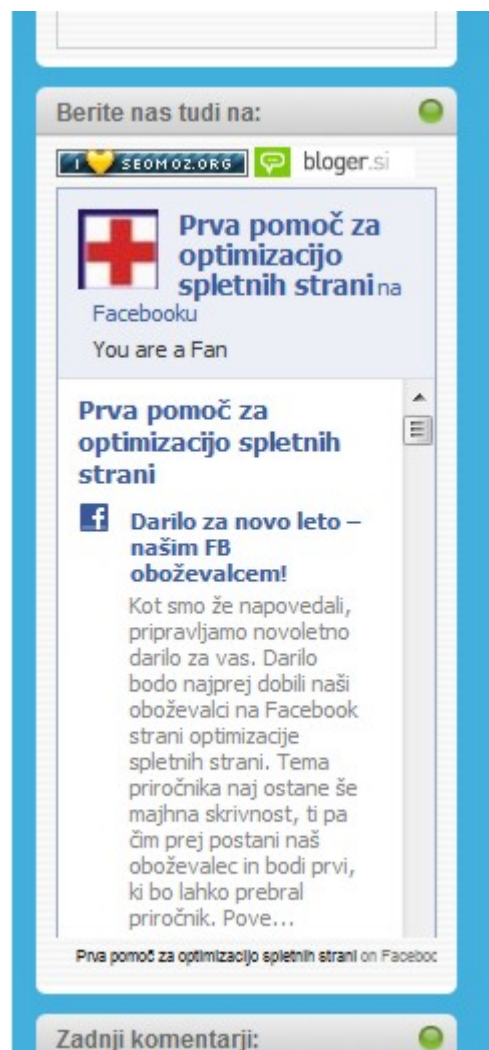 Berite nas tudi na:
I SEOMOZ.ORG bloger.si
Prva pomoč za
optimizacijo
spletnih strani na
Facebooku
You are a Fan
Prva pomoč za
optimizacijo spletnih
strani
f Darilo za novo leto –
našim FB
oboževalcem!
Kot smo že napovedali,
pripravljamo novoletno
darilo za vas. Darilo
bodo najprej dobili naši
oboževalci na Facebook
strani optimizacije
spletnih strani. Tema
priročnika naj ostane še
majhna skrivnost, ti pa
čim prej postani naš
oboževalec in bodi prvi,
ki bo lahko prebral
priročnik. Pove...
Prva pomoč za optimizacijo spletnih strani on Faceboc
Zadnji komentarji: